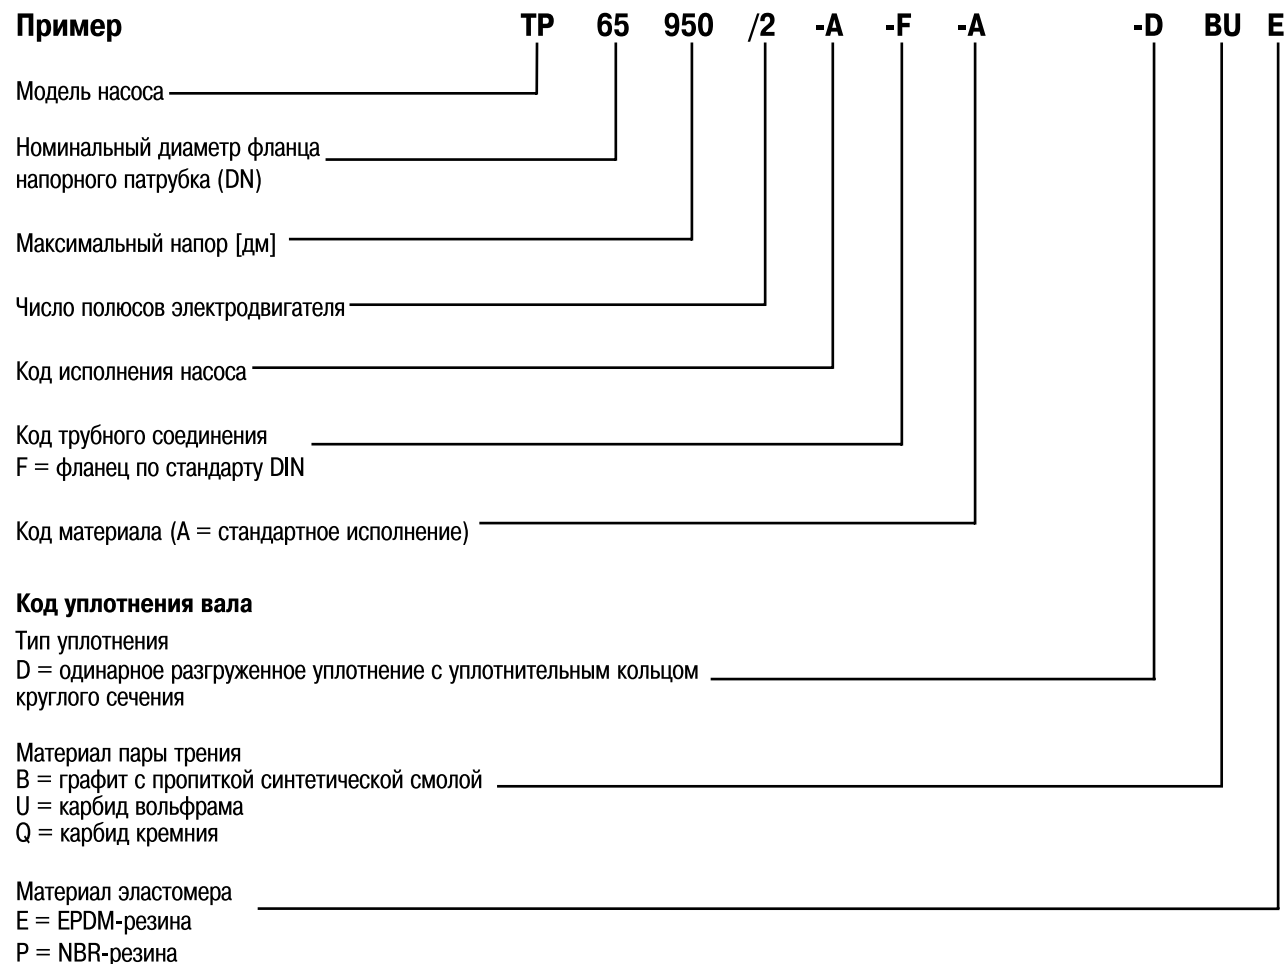 Пример TP 65 950 /2 -A -F -A -D BU E
Модель насоса
Номинальный диаметр фланца
напорного патрубка (DN)
Максимальный напор [дм]
Число полюсов электродвигателя
Код исполнения насоса
Код трубного соединения
F = фланец по стандарту DIN
Код материала (A = стандартное исполнение)
Код уплотнения вала
Тип уплотнения
D = одинарное разгруженное уплотнение с уплотнительным кольцом
круглого сечения
Материал пары трения
B = графит с пропиткой синтетической смолой
U = карбид вольфрама
Q = карбид кремния
Материал эластомера
E = EPDM-резина
P = NBR-резина